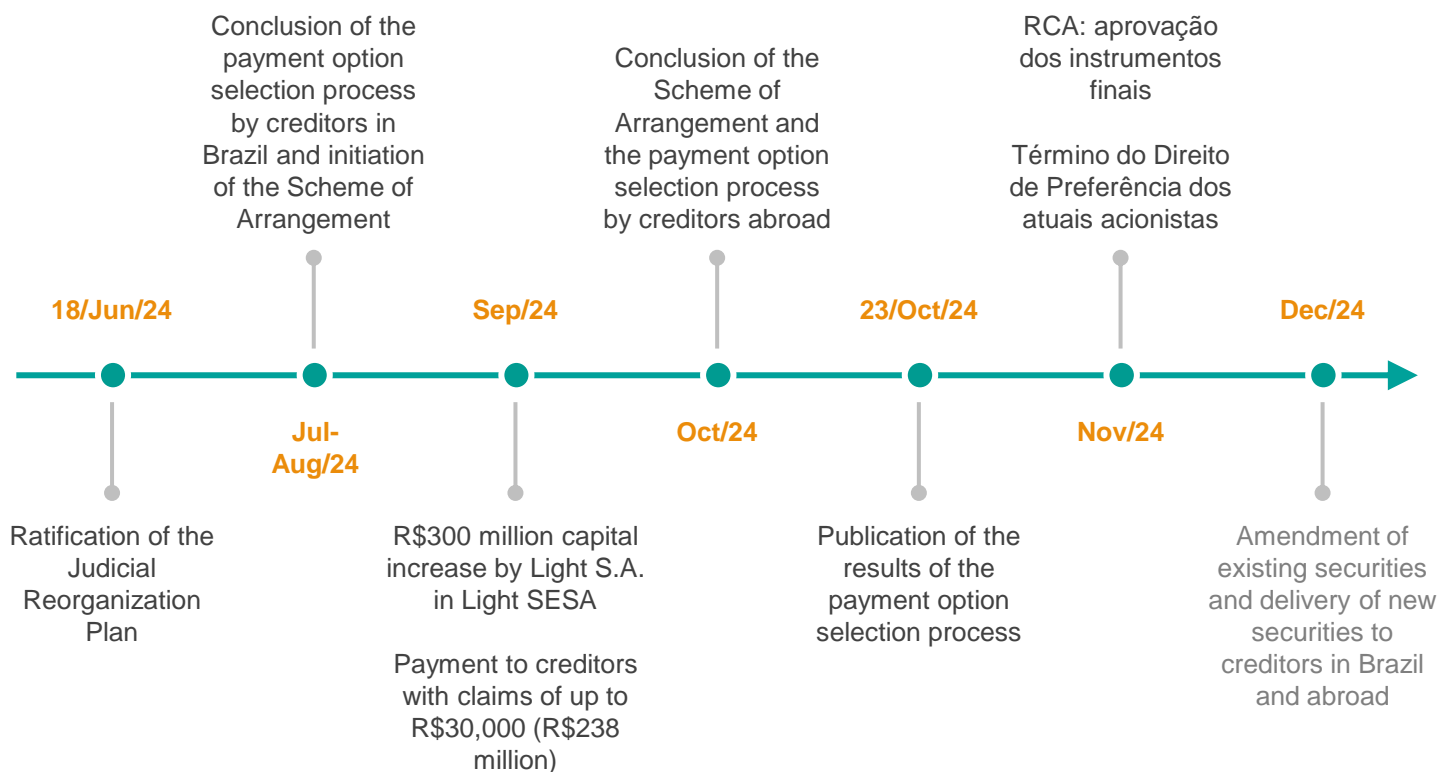 Conclusion of the
payment option
selection process
by creditors in
Brazil and initiation
of the Scheme of
Arrangement
Conclusion of the
Scheme of
Arrangement and
the payment option
selection process
by creditors abroad
RCA: aprovação
dos instrumentos
finais
Término do Direito
de Preferência dos
atuais acionistas
18/Jun/24
Sep/24
23/Oct/24
Dec/24
Jul-
Aug/24
Oct/24
Nov/24
Ratification of the
Judicial
Reorganization
Plan
R$300 million capital
increase by Light S.A.
in Light SESA
Payment to creditors
with claims of up to
R$30,000 (R$238
million)
Publication of the
results of the
payment option
selection process
Amendment of
existing securities
and delivery of new
securities to
creditors in Brazil
and abroad